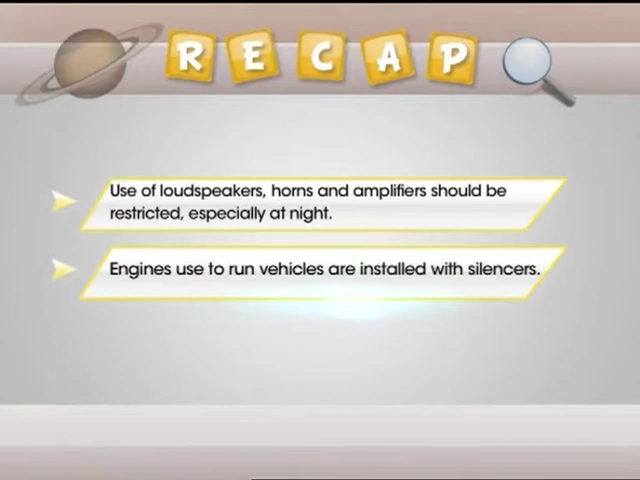 RECAP
Use of loudspeakers, horns and amplifiers should be
restricted, especially at night.
Engines use to run vehicles are installed with silencers.